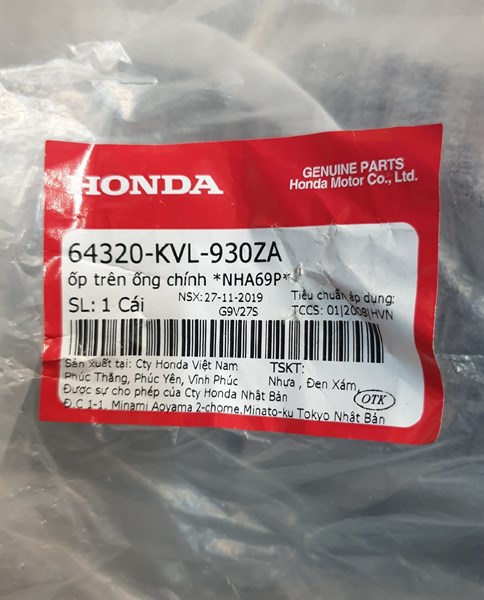 HONDA
GENUINE PARTS
Honda Motor Co., Ltd.
64320-KVL-930ZA
ốp trên ống chính *NHA69P*
SL: 1 Cái
NSX: 27-11-2019
G9V27S
Tiêu chuẩn áp dụng:
TCCS: 01|2008|HVN
Sản xuất tại: Cty Honda Việt Nam
Phúc Thắng, Phúc Yên, Vĩnh Phúc
Được sự cho phép của Cty Honda Nhật Bản
Đ.C 1-1, Minami Aoyama 2-chome,Minato-ku Tokyo Nhật Bản
TSKT:
Nhựa , Đen Xám,
OTK